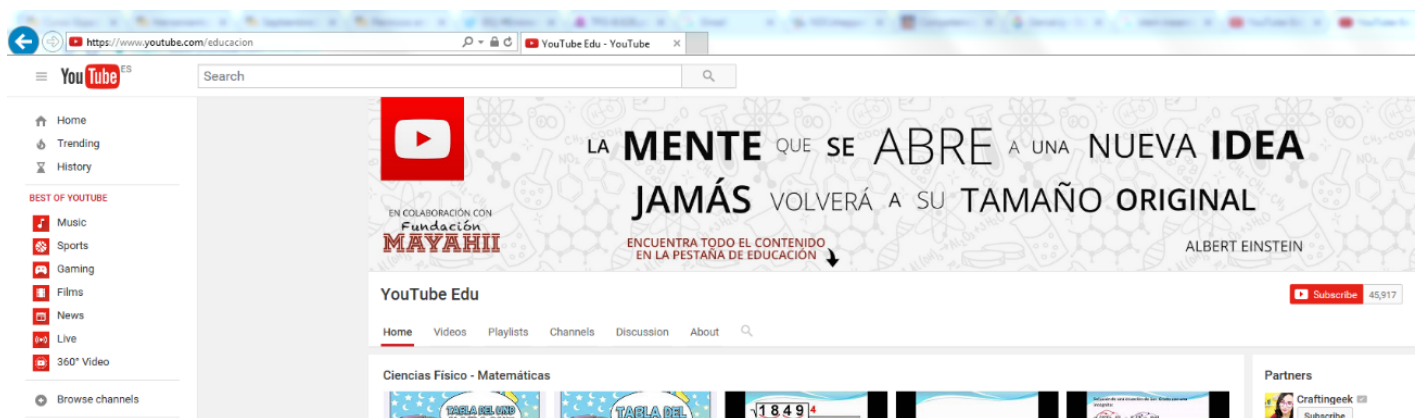 https://www.youtube.com/educacion
YouTube Edu - YouTube
YouTube ES
Search
Home
Trending
History
BEST OF YOUTUBE
Music
Sports
Gaming
Films
News
Live
360° Video
Browse channels
LA MENTE QUE SE ABRE A UNA NUEVA IDEA
JAMÁS VOLVERÁ A SU TAMAÑO ORIGINAL
ALBERT EINSTEIN
EN COLABORACIÓN CON
Fundación
MAYAHII
ENCUENTRA TODO EL CONTENIDO
EN LA PESTAÑA DE EDUCACIÓN
YouTube Edu
Subscribe 45,917
Home Videos Playlists Channels Discussion About
Ciencias Físico - Matemáticas
TABLA DEL UNO
TABLA DEL
1849 4
Partners
Craftingeek
Subscribe